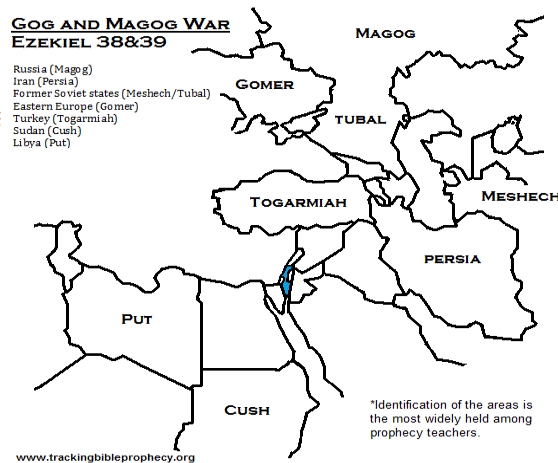 Gog and Magog War
Ezekiel 38&39
Russia (Magog)
Iran (Persia)
Former Soviet states (Meshech/Tubal)
Eastern Europe (Gomer)
Turkey (Togarmiah)
Sudan (Cush)
Libya (Put)
Magog
Gomer
Tubal
Meshech
Togarmiah
Persia
Put
Cush
*Identification of the areas is
the most widely held among
prophecy teachers.
www.trackingbibleprophecy.org